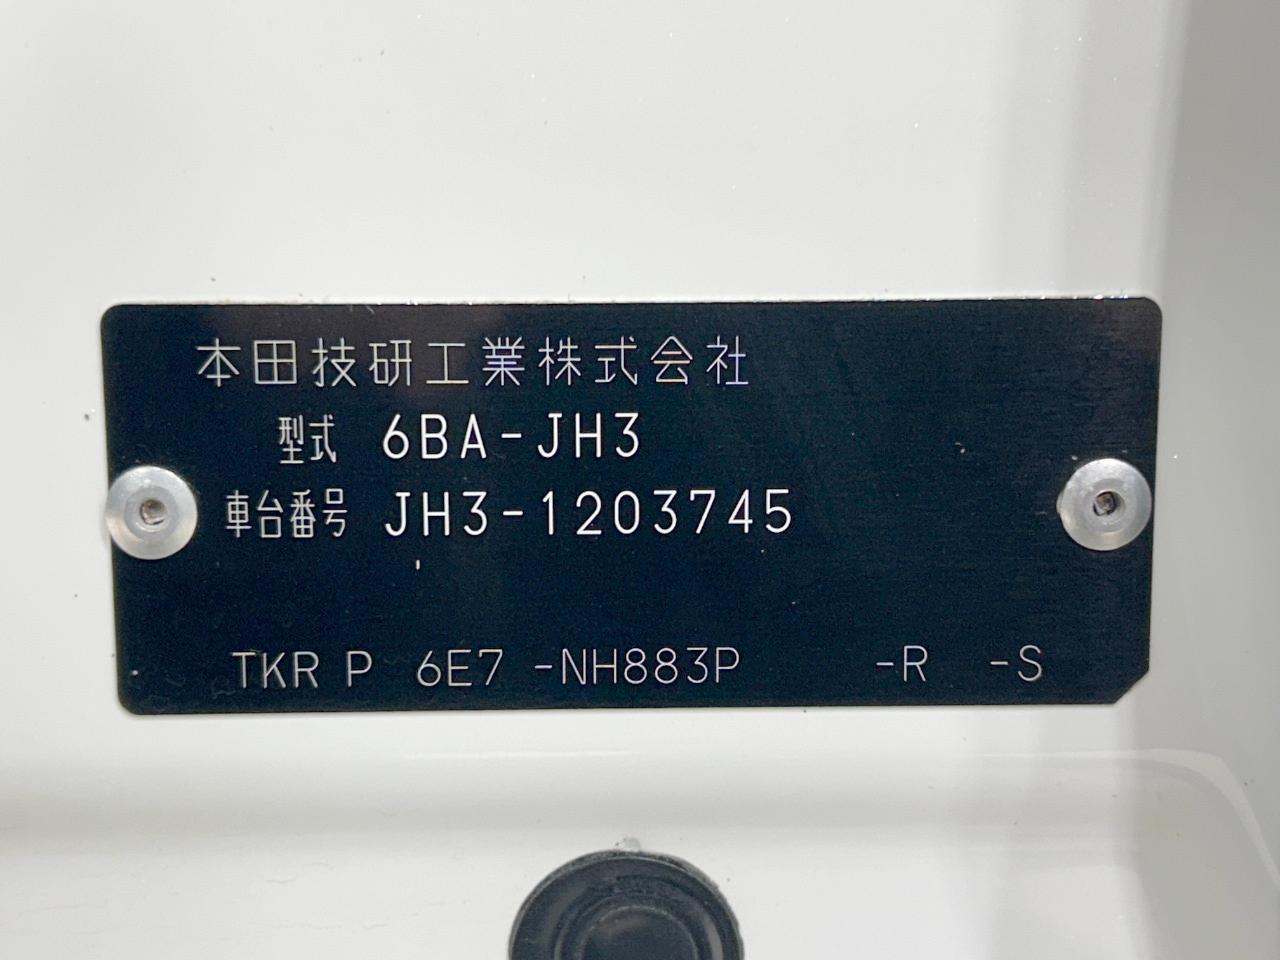 本田技研工業株式会社
型式 6BA-JH3
車台番号 JH3-1203745
TKR P 6E7 -NH883P -R -S